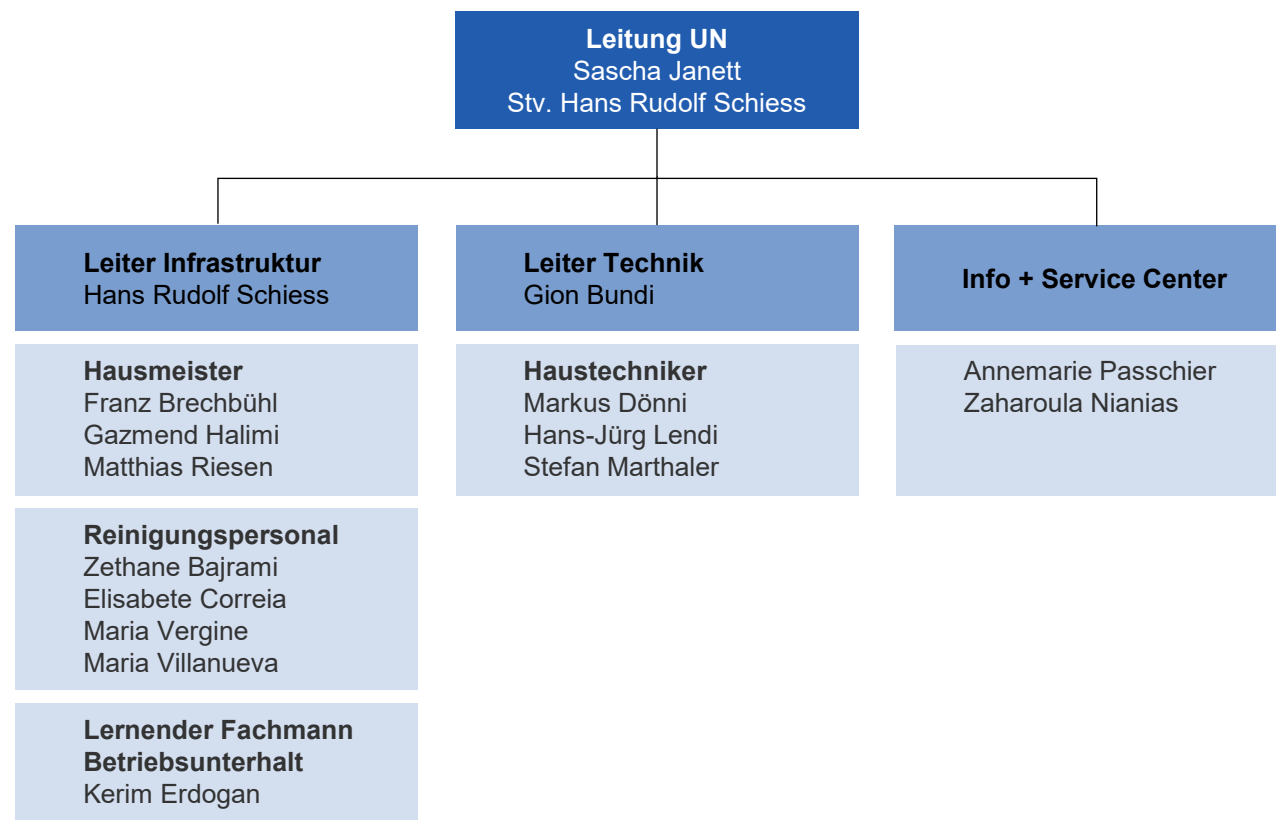 Leitung UN
Sascha Janett
Stv. Hans Rudolf Schiess
Leiter Infrastruktur
Hans Rudolf Schiess
Hausmeister
Franz Brechbühl
Gazmend Halimi
Matthias Riesen
Reinigungspersonal
Zethane Bajrami
Elisabete Correia
Maria Vergine
Maria Villanueva
Lernender Fachmann
Betriebsunterhalt
Kerim Erdogan
Leiter Technik
Gion Bundi
Haustechniker
Markus Dönni
Hans-Jürg Lendi
Stefan Marthaler
Info + Service Center
Annemarie Passchier
Zaharoula Nianias